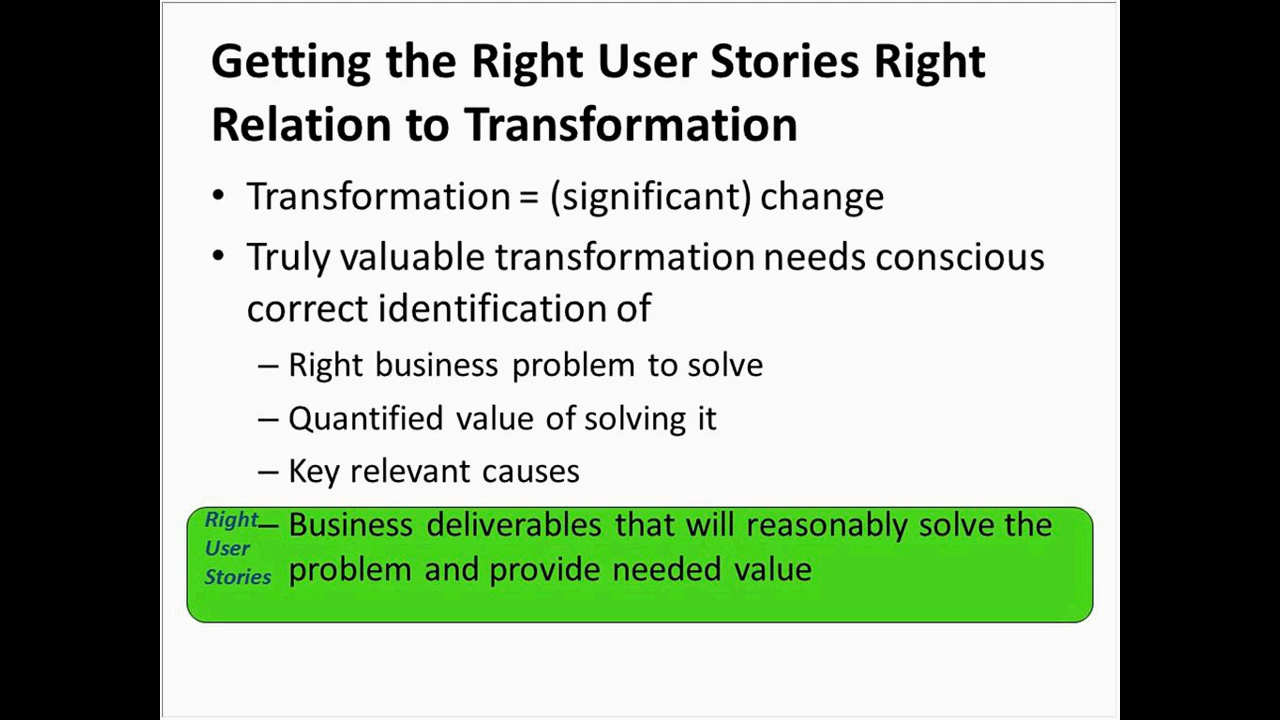 Getting the Right User Stories Right
Relation to Transformation
• Transformation = (significant) change
• Truly valuable transformation needs conscious
correct identification of
– Right business problem to solve
– Quantified value of solving it
– Key relevant causes
– Business deliverables that will reasonably solve the
problem and provide needed value
Right
User
Stories